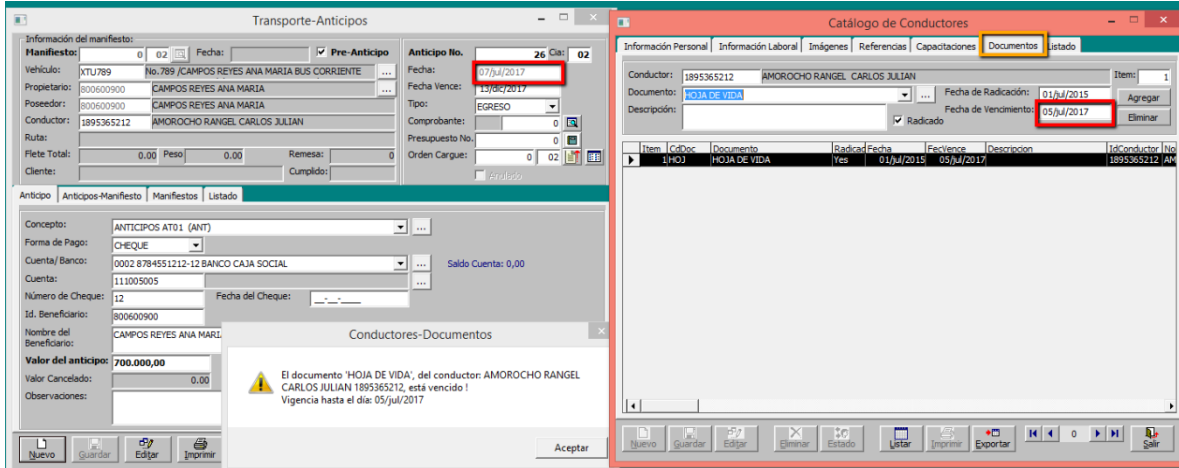 Transporte-Anticipos
Información del manifiesto:
Manifiesto: 0 02 Fecha: Pre-Anticipo
Vehículo: XTU789 No.789 /CAMPOS REYES ANA MARIA BUS CORRIENTE ...
Propietario: 800600900 CAMPOS REYES ANA MARIA
Poseedor: 800600900 CAMPOS REYES ANA MARIA
Conductor: 1895365212 AMOROCHO RANGEL CARLOS JULIAN
Ruta:
Flete Total: 0.00 Peso 0.00 Remesa: 0
Cliente: Cumplido:
Anticipo No. 26 Cia: 02
Fecha: 07/jul/2017
Fecha Vence: 13/dic/2017
Tipo: EGRESO
Comprobante: 0
Presupuesto No. 0
Orden Cargue: 0 02
Anulado
Anticipo Anticipos-Manifiesto Manifiestos Listado
Concepto: ANTICIPOS AT01 (ANT) ...
Forma de Pago: CHEQUE
Cuenta/ Banco: 0002 8784551212-12 BANCO CAJA SOCIAL ... Saldo Cuenta: 0,00
Cuenta: 111005005 ...
Número de Cheque: 12 Fecha del Cheque: __-__-____
Id. Beneficiario: 800600900
Nombre del Beneficiario: CAMPOS REYES ANA MARI
Valor del anticipo: 700.000,00
Valor Cancelado: 0.00
Observaciones:
Nuevo Guardar Editar Imprimir
Conductores-Documentos
El documento 'HOJA DE VIDA', del conductor: AMOROCHO RANGEL
CARLOS JULIAN 1895365212, está vencido !
Vigencia hasta el día: 05/jul/2017
Aceptar
Catálogo de Conductores
Información Personal Información Laboral Imágenes Referencias Capacitaciones Documentos Listado
Conductor: 1895365212 AMOROCHO RANGEL CARLOS JULIAN Item: 1
Documento: HOJA DE VIDA ... Fecha de Radicación: 01/jul/2015 Agregar
Descripción: Radicado Fecha de Vencimiento: 05/jul/2017 Eliminar
Item CdDoc Documento Radicad Fecha FecVence Descripcion IdConductor No
1 HOJ HOJA DE VIDA Yes 01/jul/2015 05/jul/2017 1895365212 AM
Nuevo Guardar Editar Eliminar Estado Listar Imprimir Exportar 0 Salir